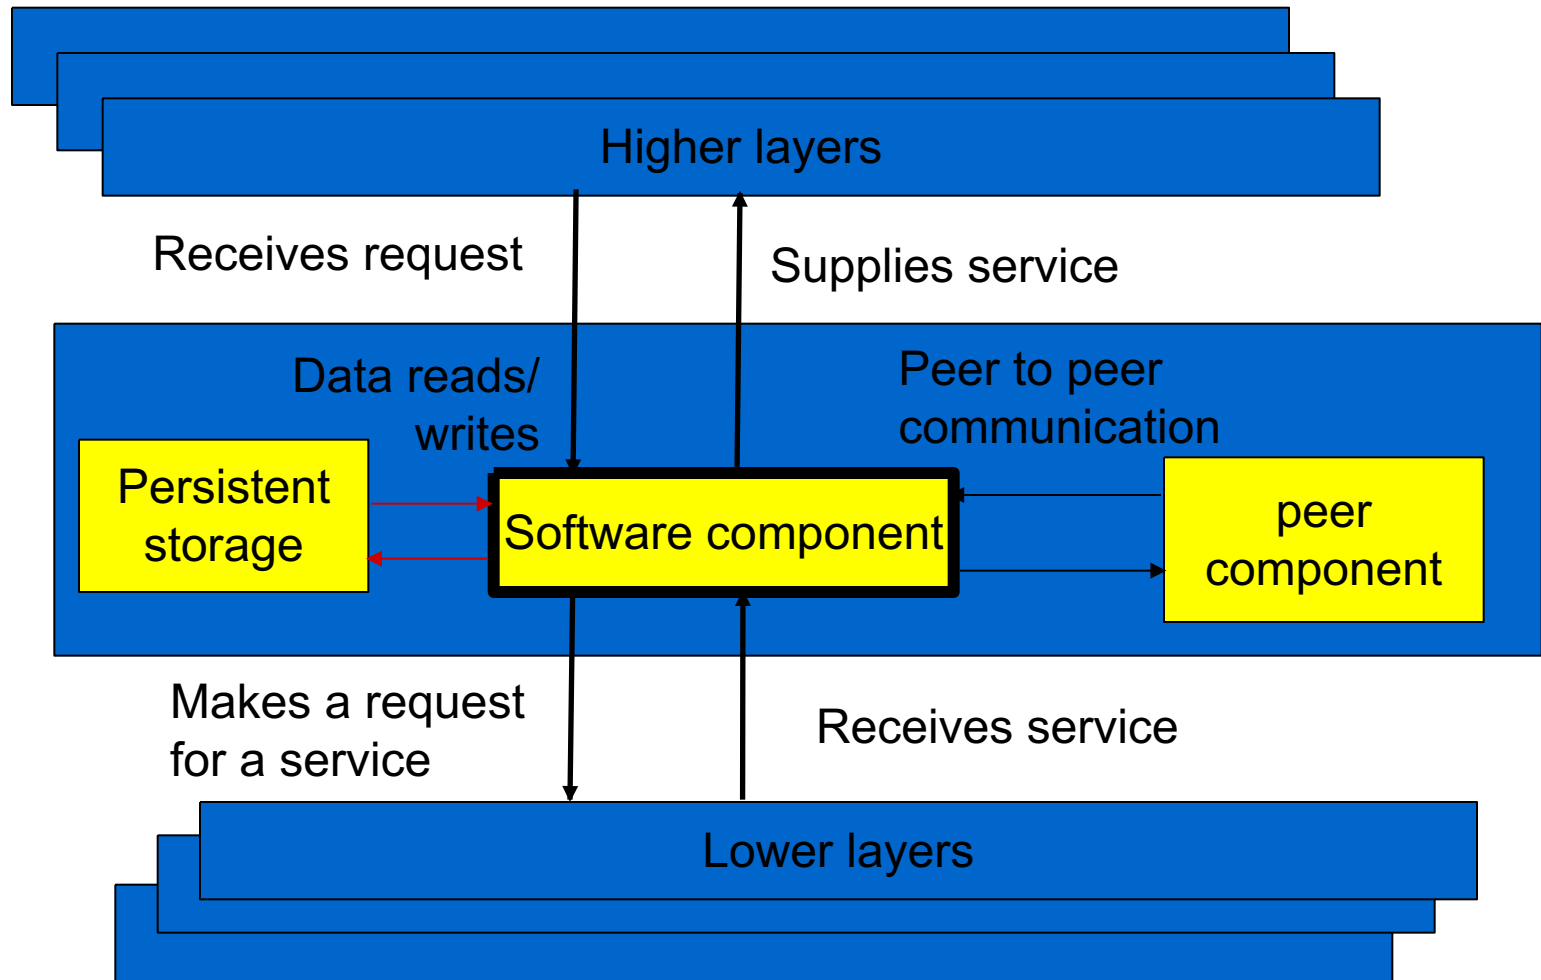 Higher layers
Receives request
Supplies service
Data reads/
writes
Peer to peer
communication
Persistent
storage
Software component
peer
component
Makes a request
for a service
Receives service
Lower layers